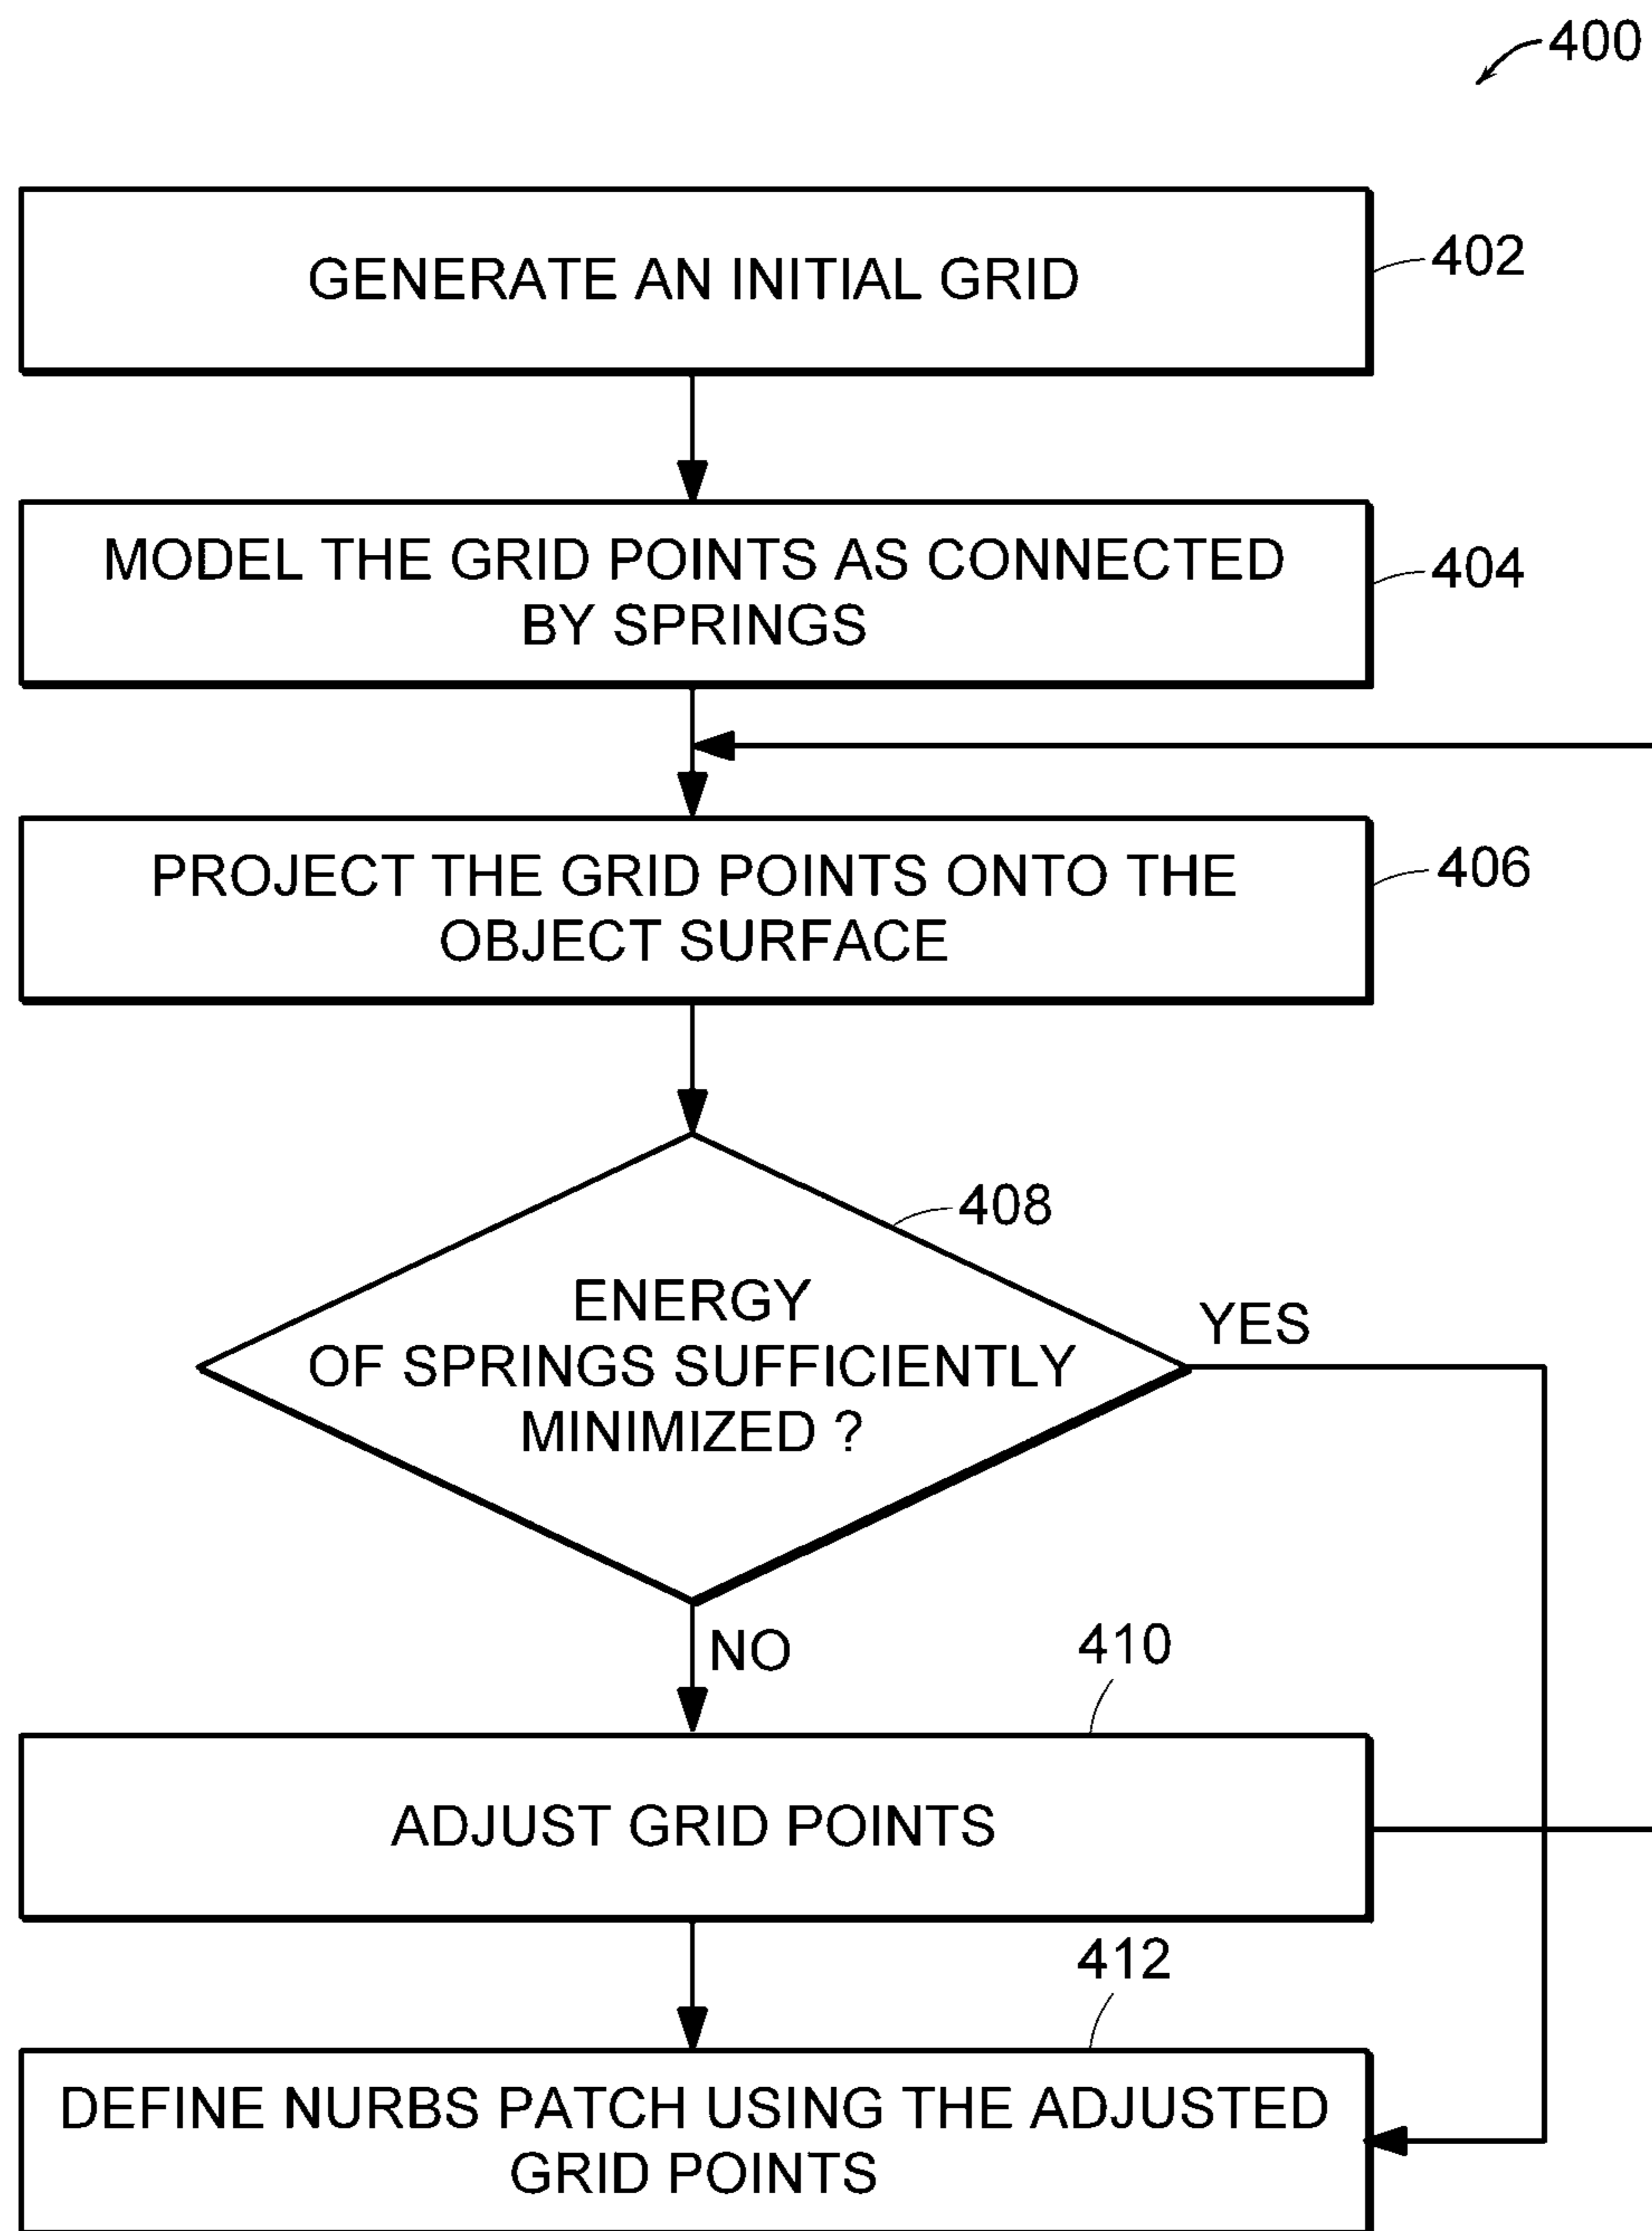 400
GENERATE AN INITIAL GRID
402
MODEL THE GRID POINTS AS CONNECTED
BY SPRINGS
404
PROJECT THE GRID POINTS ONTO THE
OBJECT SURFACE
406
408
ENERGY
OF SPRINGS SUFFICIENTLY
MINIMIZED ?
YES
NO
410
ADJUST GRID POINTS
412
DEFINE NURBS PATCH USING THE ADJUSTED
GRID POINTS